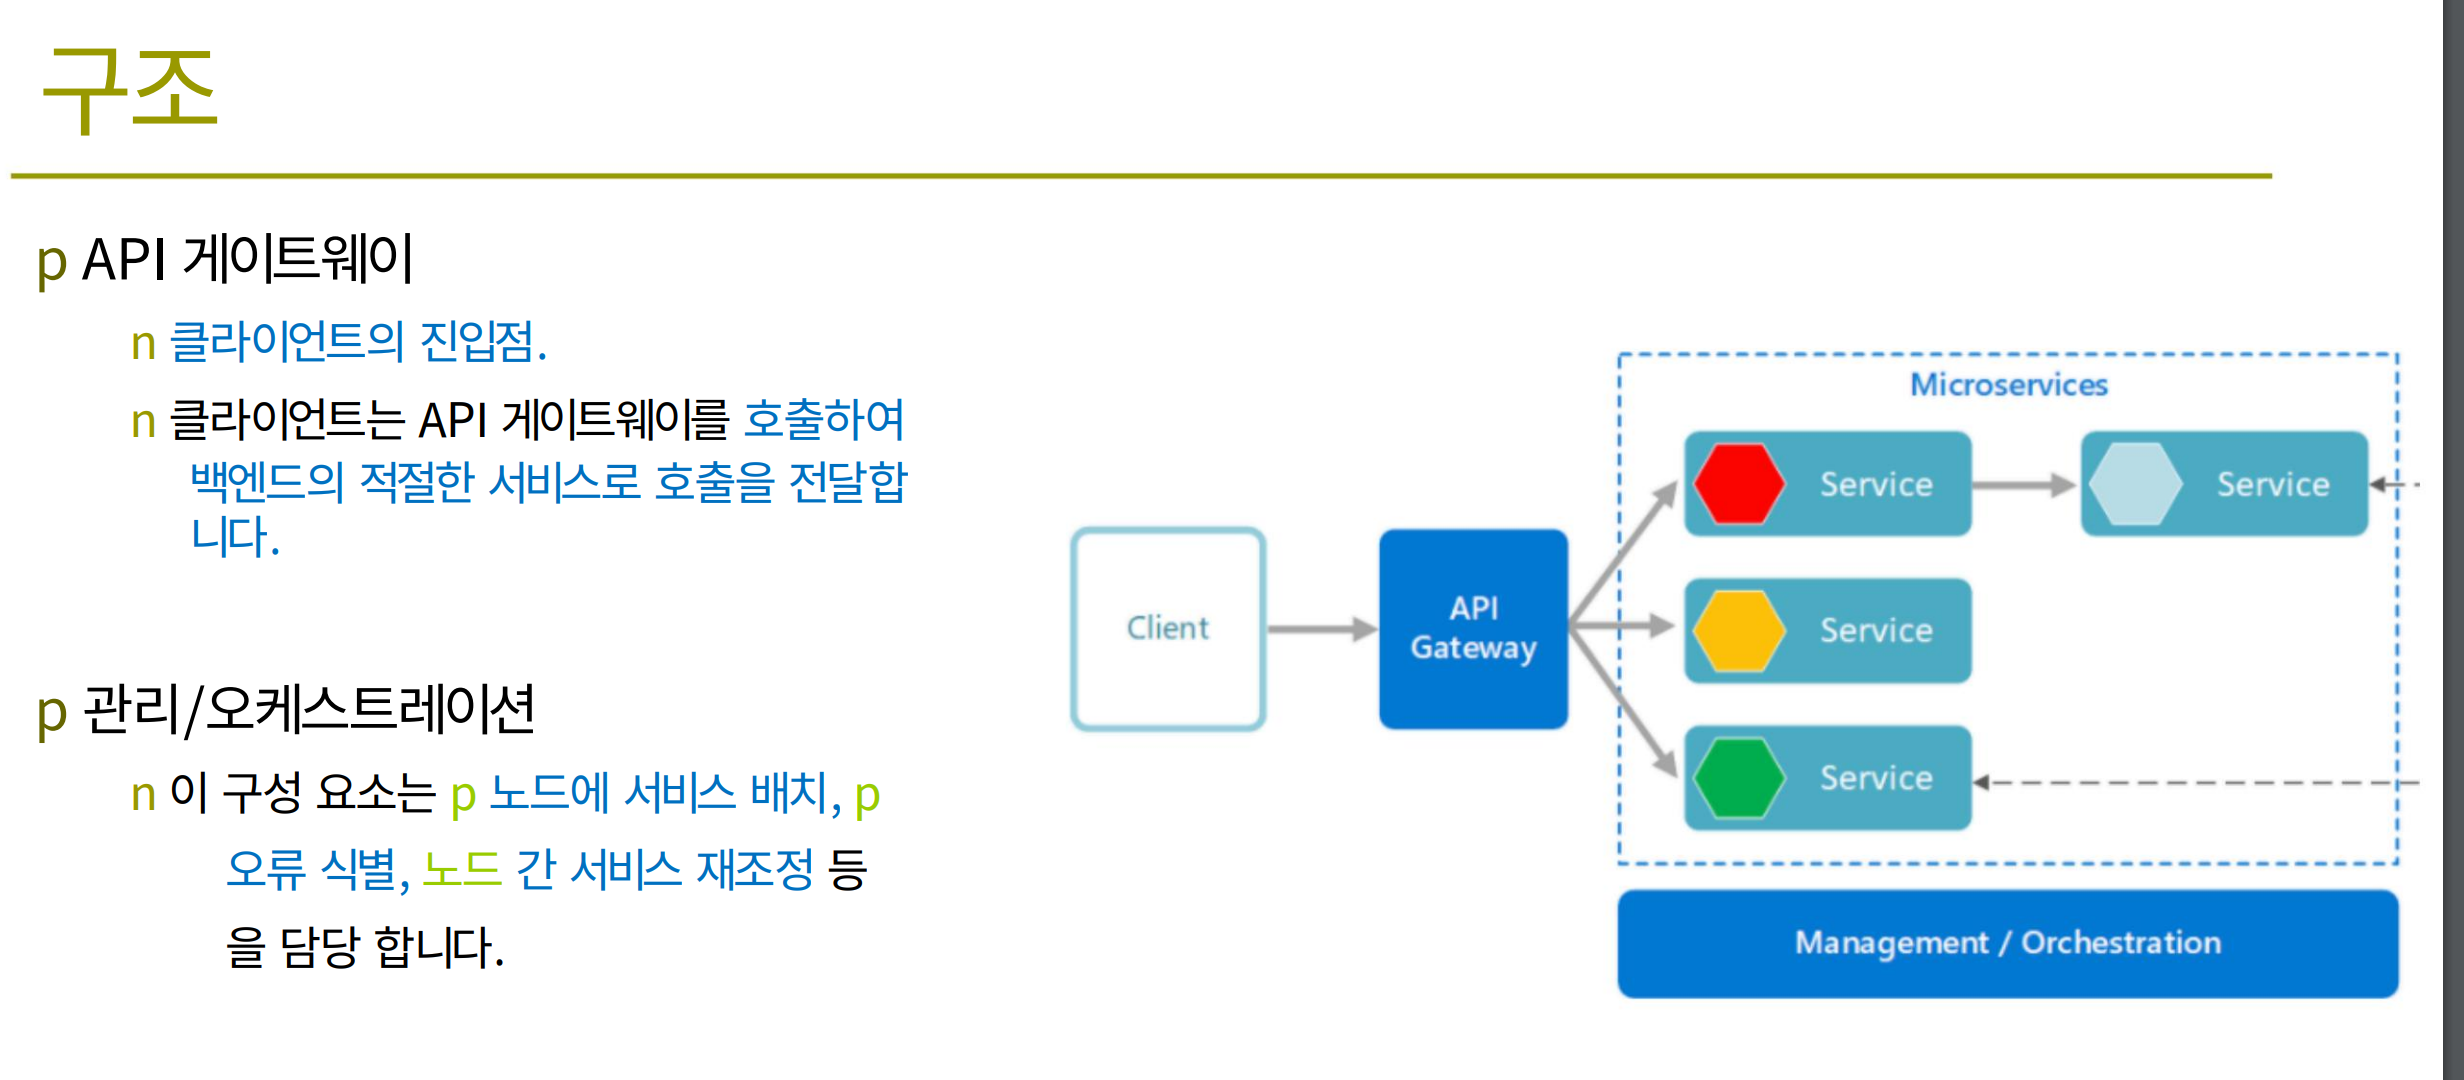 구조
p API 게이트웨이
n 클라이언트의 진입점.
n 클라이언트는 API 게이트웨이를 호출하여
백엔드의 적절한 서비스로 호출을 전달합
니다.
p 관리/오케스트레이션
n 이 구성 요소는 p 노드에 서비스 배치, p
오류 식별, 노드 간 서비스 재조정 등
을 담당 합니다.
Client
API
Gateway
Microservices
Service
Service
Service
Service
Management / Orchestration